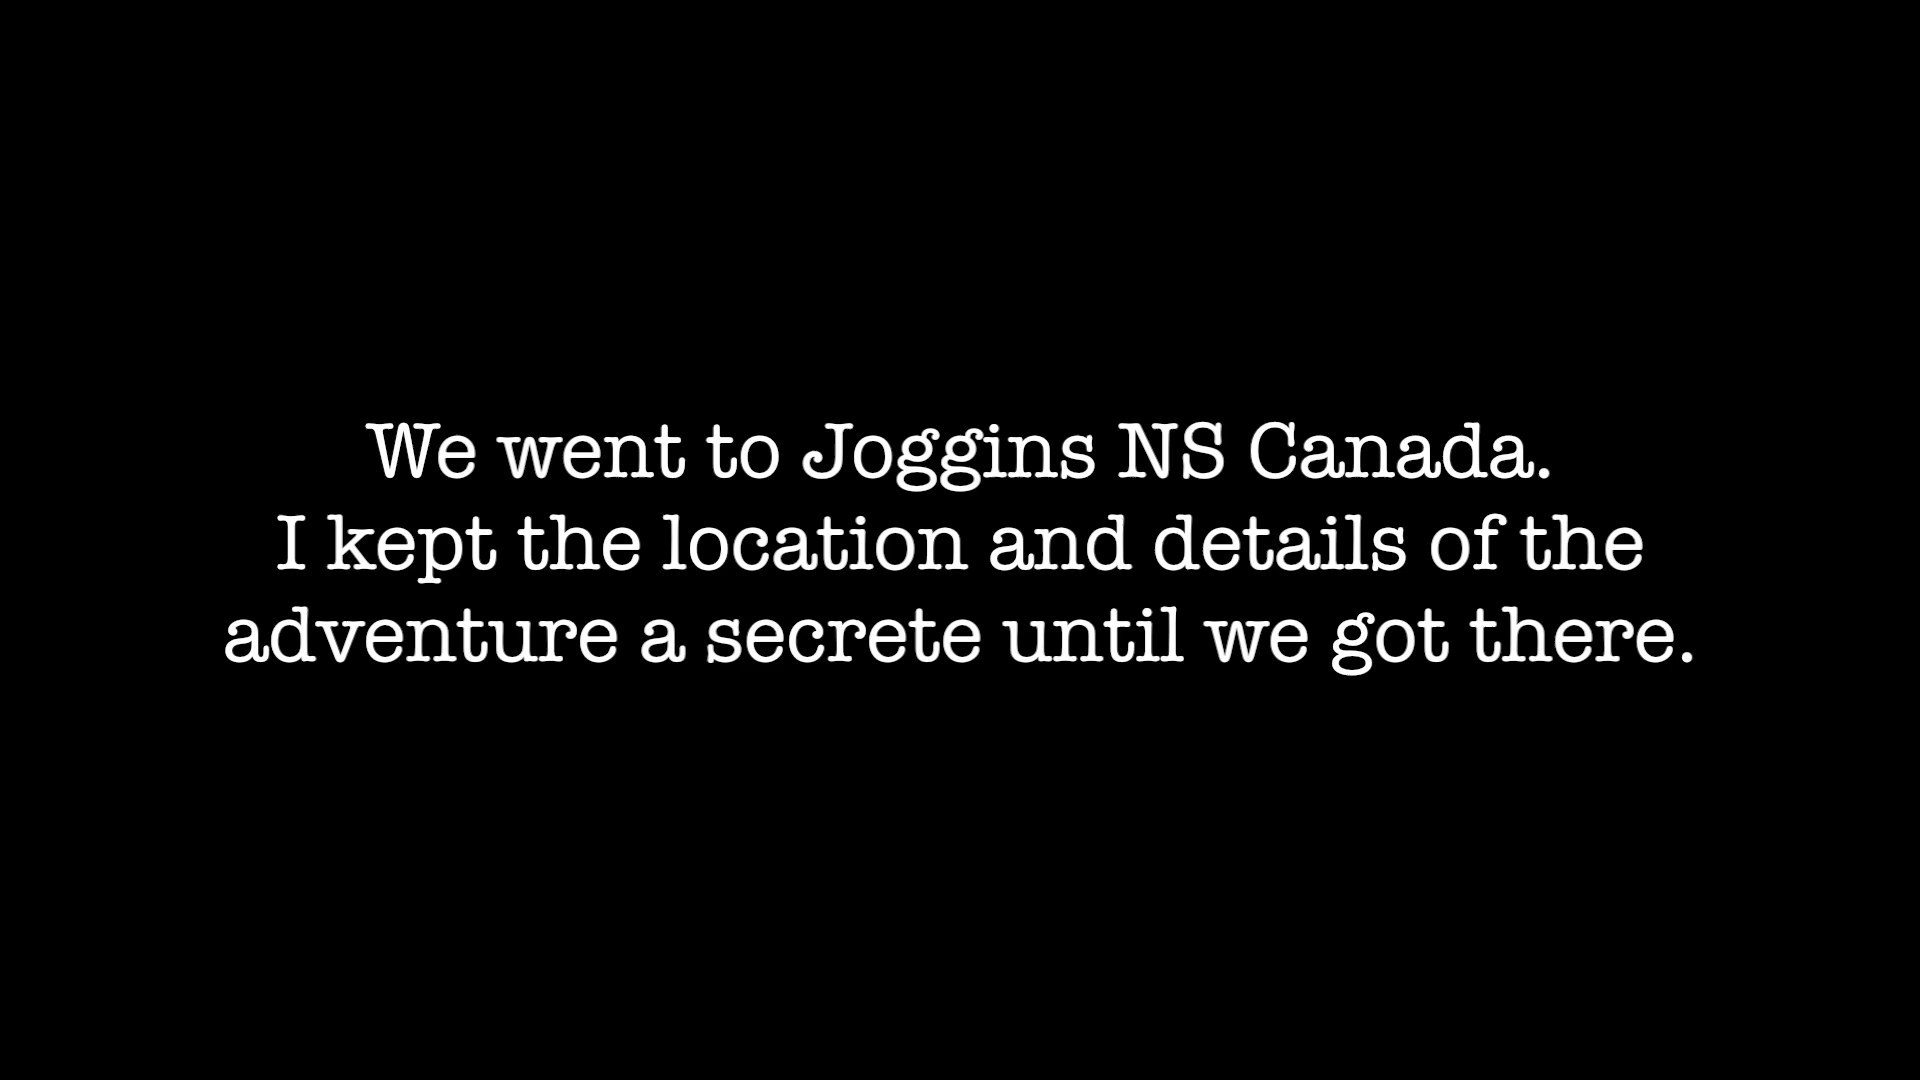 We went to Joggins NS Canada.
I kept the location and details of the
adventure a secrete until we got there.